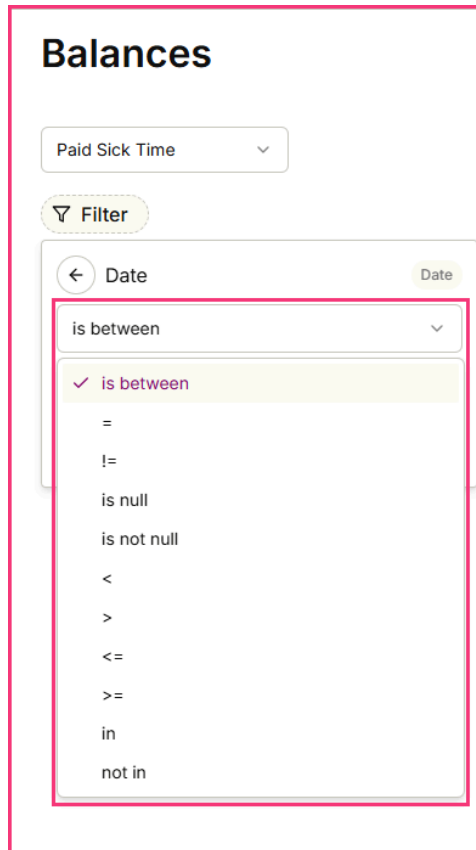 Balances
Paid Sick Time
Filter
Date Date
is between
is between
=
!=
is null
is not null
<
>
<=
>=
in
not in